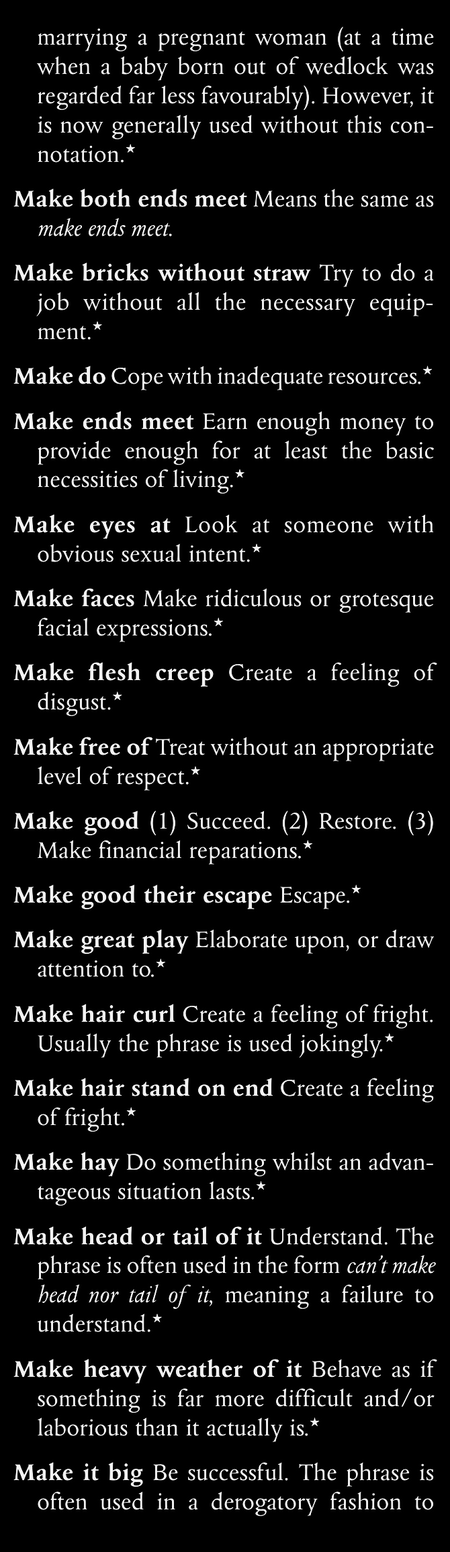 marrying a pregnant woman (at a time
when a baby born out of wedlock was
regarded far less favourably). However, it
is now generally used without this con-
notation.★
Make both ends meet Means the same as
make ends meet.
Make bricks without straw Try to do a
job without all the necessary equip-
ment.★
Make do Cope with inadequate resources.★
Make ends meet Earn enough money to
provide enough for at least the basic
necessities of living.★
Make eyes at Look at someone with
obvious sexual intent.★
Make faces Make ridiculous or grotesque
facial expressions.★
Make flesh creep Create a feeling of
disgust.★
Make free of Treat without an appropriate
level of respect.★
Make good (1) Succeed. (2) Restore. (3)
Make financial reparations.★
Make good their escape Escape.★
Make great play Elaborate upon, or draw
attention to.★
Make hair curl Create a feeling of fright.
Usually the phrase is used jokingly.★
Make hair stand on end Create a feeling
of fright.★
Make hay Do something whilst an advan-
tageous situation lasts.★
Make head or tail of it Understand. The
phrase is often used in the form can't make
head nor tail of it, meaning a failure to
understand.★
Make heavy weather of it Behave as if
something is far more difficult and/or
laborious than it actually is.★
Make it big Be successful. The phrase is
often used in a derogatory fashion to